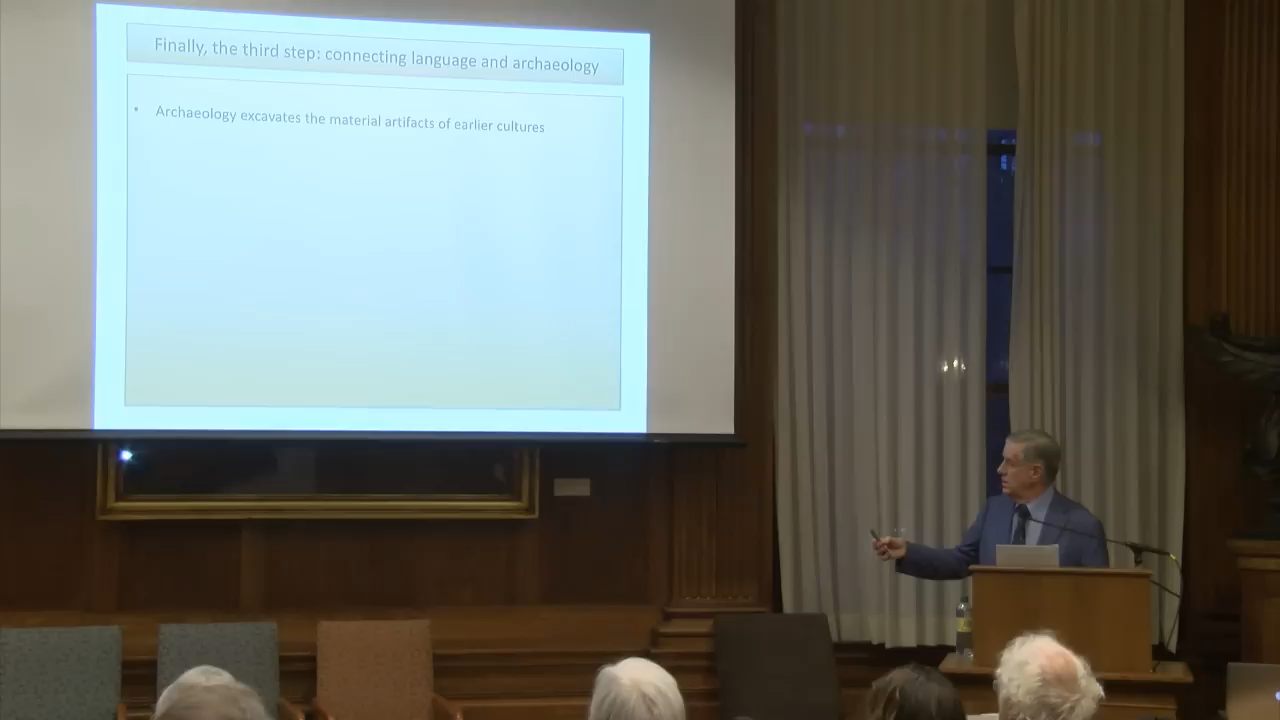 Finally, the third step: connecting language and archaeology
• Archaeology excavates the material artifacts of earlier cultures